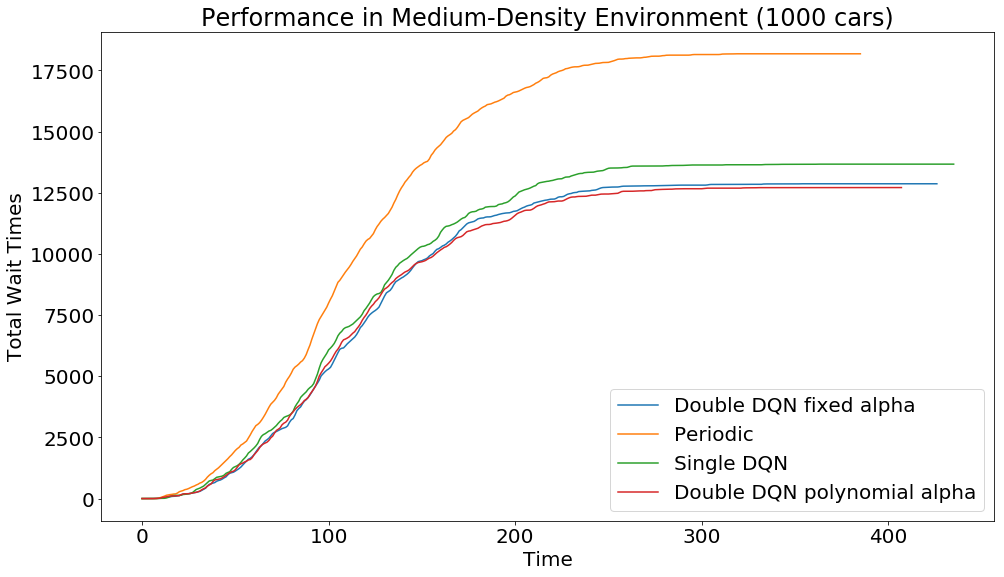 Performance in Medium-Density Environment (1000 cars)
Total Wait Times
17500
15000
12500
10000
7500
5000
2500
0
0 100 200 300 400
Time
Double DQN fixed alpha
Periodic
Single DQN
Double DQN polynomial alpha